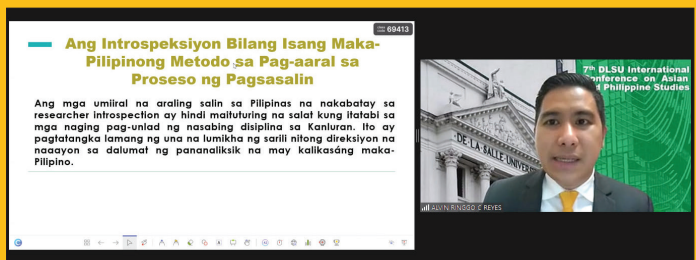 69413
Ang Introspeksiyon Bilang Isang Maka-
Pilipinong Metodo sa Pag-aaral sa
Proseso ng Pagsasalin
Ang mga umiiral na araling salin sa Pilipinas na nakabatay sa
researcher introspection ay hindi maituturing na salat kung itatabi sa
mga naging pag-unlad ng nasabing disiplina sa Kanluran. Ito ay
pagtatangka lamang ng una na lumikha ng sarili nitong direksiyon na
naaayon sa dalumat ng pananaliksik na may kalikasáng maka-
Pilipino.
7th DLSU International
onference on Asian
d Philippine Studies
DE LA SALLE UNIVERS
ALVIN RINGGO C REYES